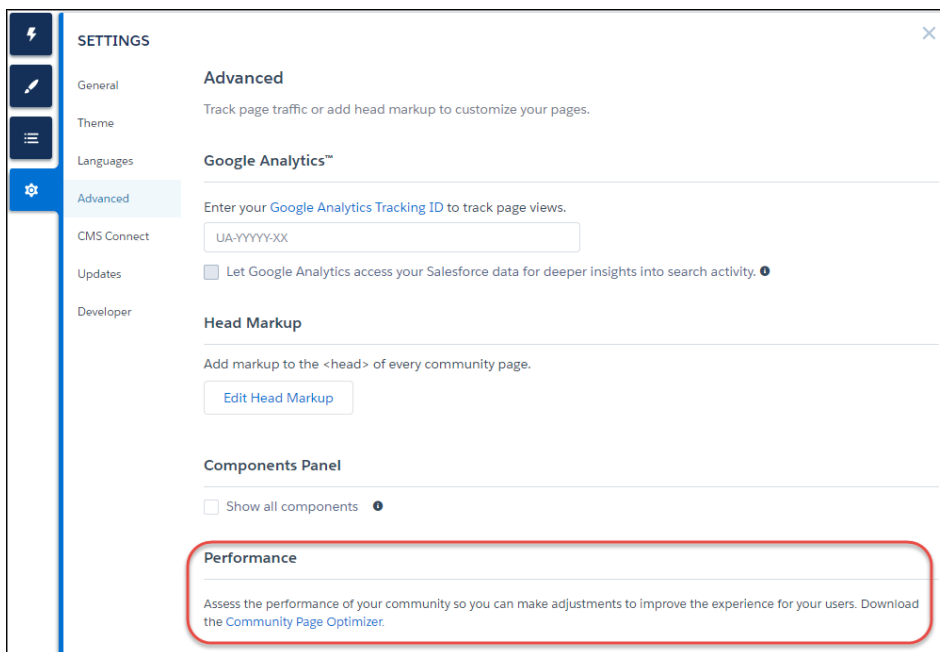 SETTINGS
General
Theme
Languages
Advanced
CMS Connect
Updates
Developer
Advanced
Track page traffic or add head markup to customize your pages.
Google Analytics™
Enter your Google Analytics Tracking ID to track page views.
UA-YYYYY-XX
Let Google Analytics access your Salesforce data for deeper insights into search activity.
Head Markup
Add markup to the <head> of every community page.
Edit Head Markup
Components Panel
Show all components
Performance
Assess the performance of your community so you can make adjustments to improve the experience for your users. Download
the Community Page Optimizer.